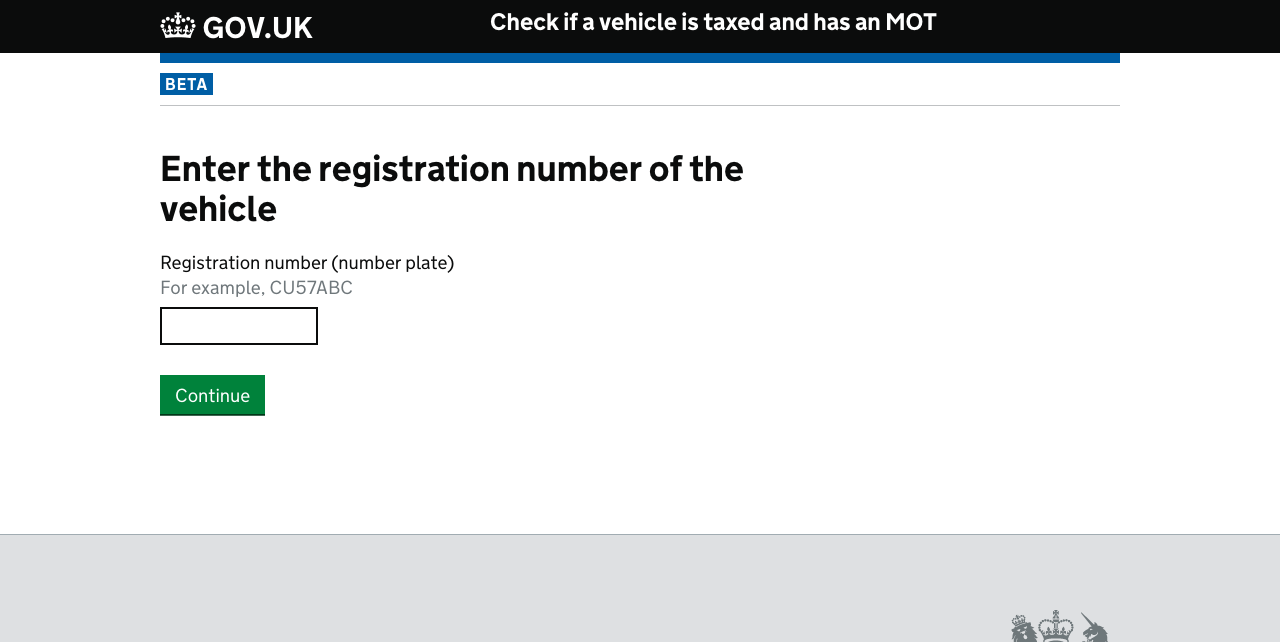 GOV.UK
Check if a vehicle is taxed and has an MOT
BETA
Enter the registration number of the
vehicle
Registration number (number plate)
For example, CU57ABC
Continue